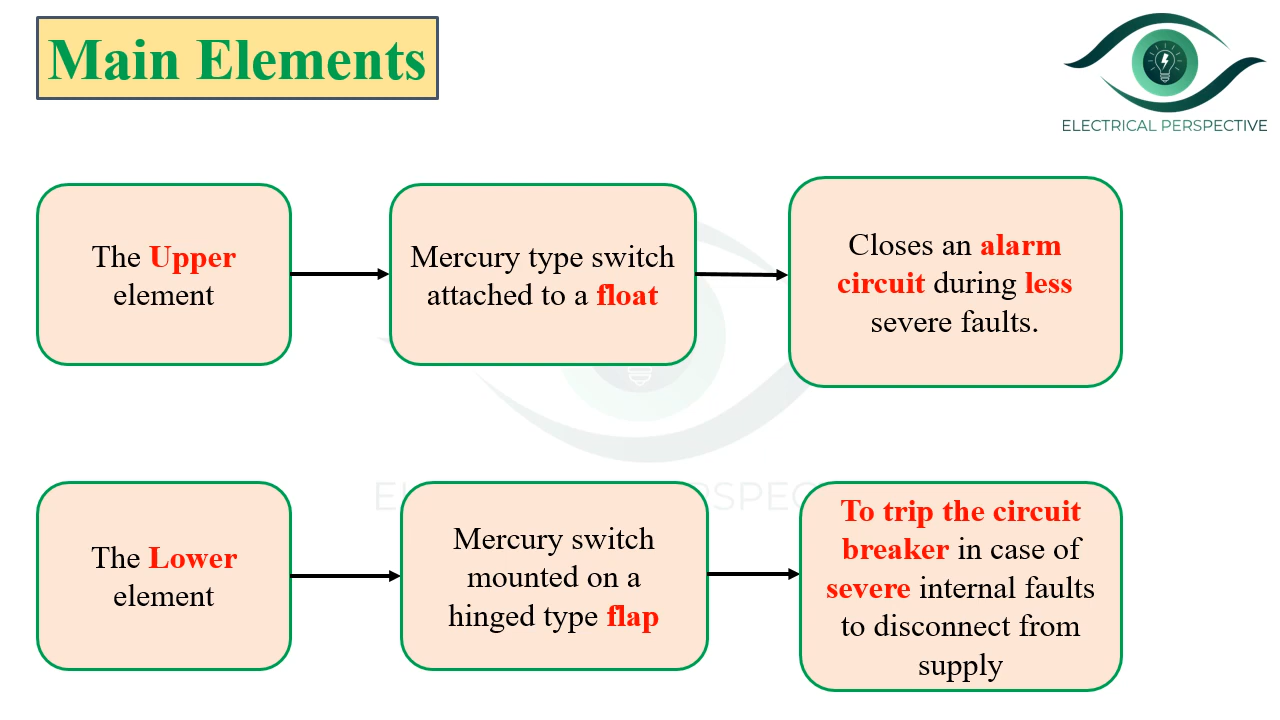 Main Elements
ELECTRICAL PERSPECTIVE
The Upper
element
Mercury type switch
attached to a float
Closes an alarm
circuit during less
severe faults.
The Lower
element
Mercury switch
mounted on a
hinged type flap
To trip the circuit
breaker in case of
severe internal faults
to disconnect from
supply